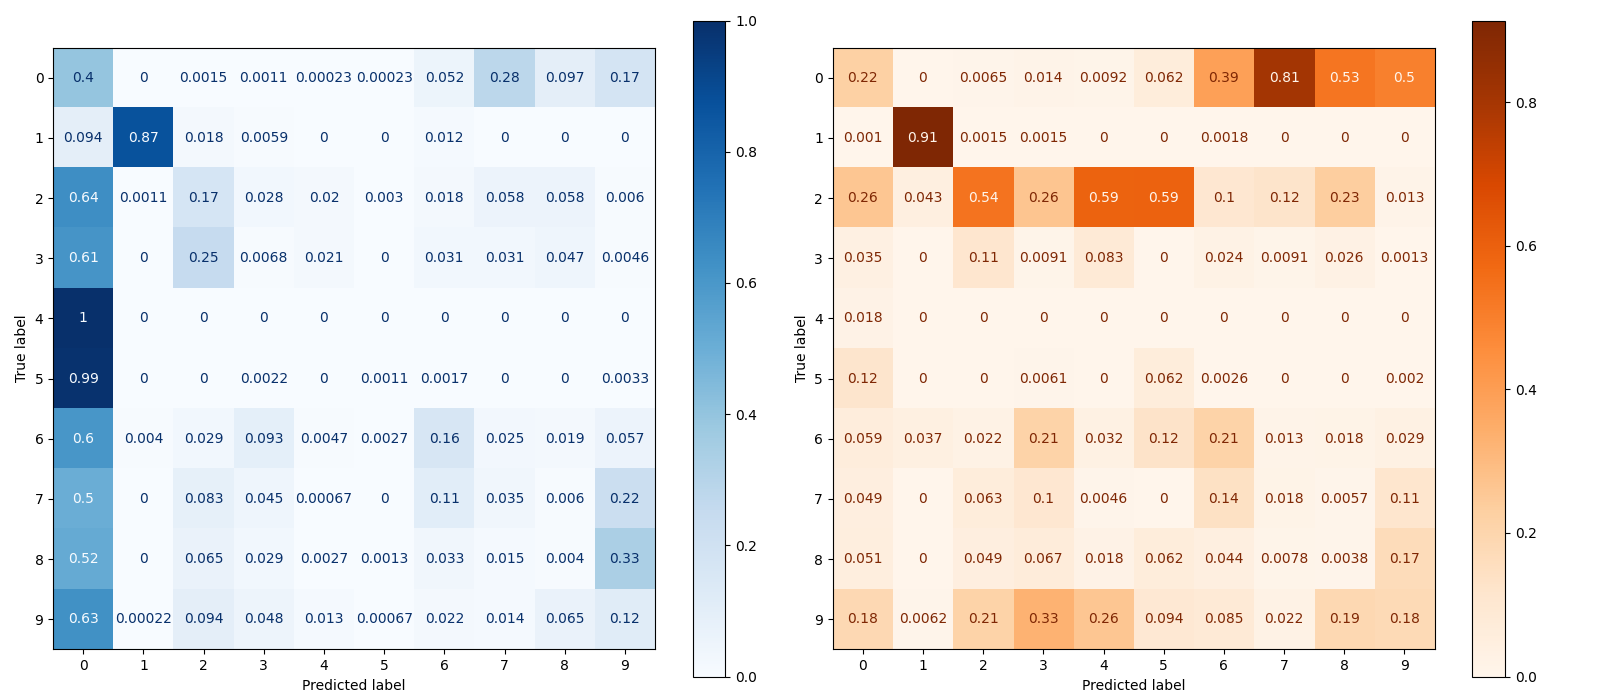 1.0
0 0.4 0 0.0015 0.0011 0.00023 0.00023 0.052 0.28 0.097 0.17
0 0.22 0 0.0065 0.014 0.0092 0.062 0.39 0.81 0.53 0.5
0.8
1 0.094 0.87 0.018 0.0059 0 0 0.012 0 0 0
1 0.001 0.91 0.0015 0.0015 0 0 0.0018 0 0 0
0.8
2 0.64 0.0011 0.17 0.028 0.02 0.003 0.018 0.058 0.058 0.006
2 0.26 0.043 0.54 0.26 0.59 0.59 0.1 0.12 0.23 0.013
0.6
3 0.61 0 0.25 0.0068 0.021 0 0.031 0.031 0.047 0.0046
3 0.035 0 0.11 0.0091 0.083 0 0.024 0.0091 0.026 0.0013
0.6
4 1 0 0 0 0 0 0 0 0 0
4 0.018 0 0 0 0 0 0 0 0 0
True label
True label
5 0.99 0 0 0.0022 0 0.0011 0.0017 0 0 0.0033
5 0.12 0 0 0.0061 0 0.062 0.0026 0 0 0.002
0.4
0.4
6 0.6 0.004 0.029 0.093 0.0047 0.0027 0.16 0.025 0.019 0.057
6 0.059 0.037 0.022 0.21 0.032 0.12 0.21 0.013 0.018 0.029
7 0.5 0 0.083 0.045 0.00067 0 0.11 0.035 0.006 0.22
7 0.049 0 0.063 0.1 0.0046 0 0.14 0.018 0.0057 0.11
0.2
0.2
8 0.52 0 0.065 0.029 0.0027 0.0013 0.033 0.015 0.004 0.33
8 0.051 0 0.049 0.067 0.018 0.062 0.044 0.0078 0.0038 0.17
9 0.63 0.00022 0.094 0.048 0.013 0.00067 0.022 0.014 0.065 0.12
9 0.18 0.0062 0.21 0.33 0.26 0.094 0.085 0.022 0.19 0.18
0 1 2 3 4 5 6 7 8 9
0.0
0 1 2 3 4 5 6 7 8 9
0.0
Predicted label
Predicted label